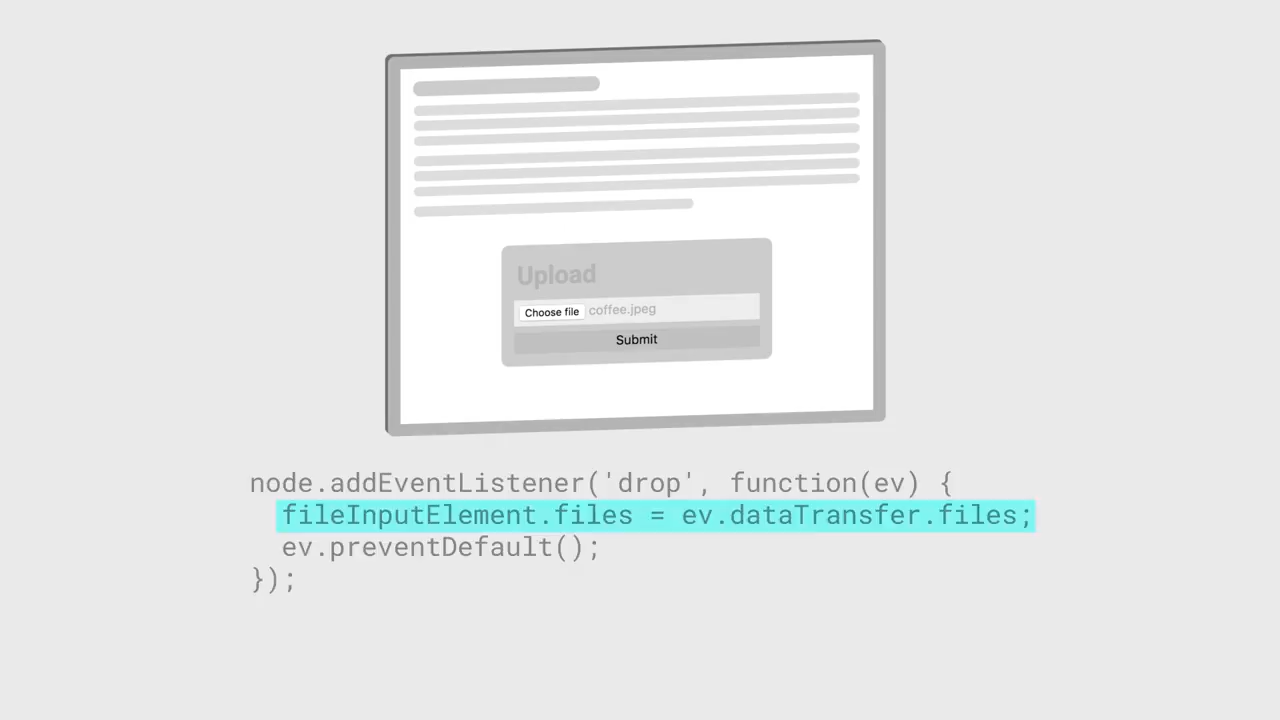 Upload
Choose file coffee.jpeg
Submit
node.addEventListener('drop', function(ev) {
  fileInputElement.files = ev.dataTransfer.files;
  ev.preventDefault();
});